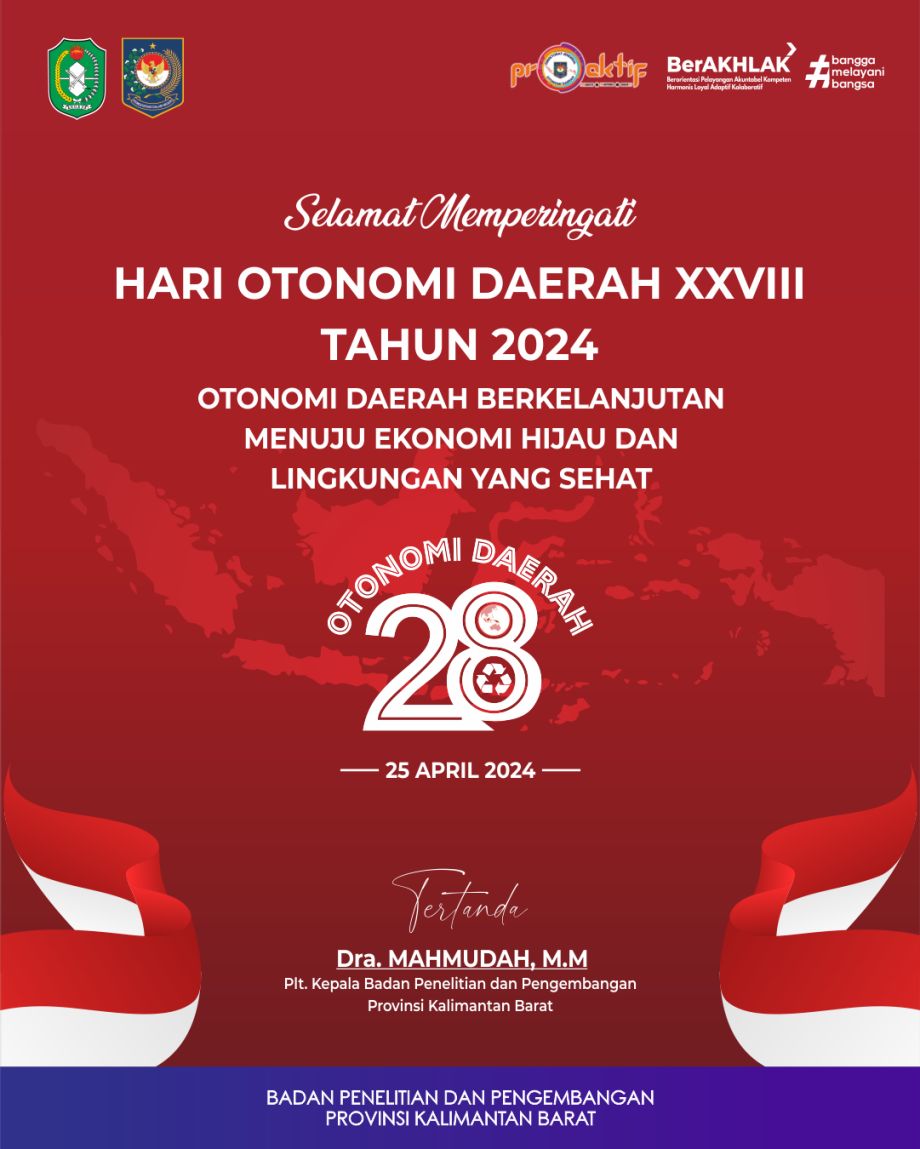 proaktif
BerAKHLAK
Berorientasi Pelayanan Akuntabel Kompeten
Harmonis Loyal Adaptif Kolaboratif
#bangga
melayani
bangsa
Selamat Memperingati
HARI OTONOMI DAERAH XXVIII
TAHUN 2024
OTONOMI DAERAH BERKELANJUTAN
MENUJU EKONOMI HIJAU DAN
LINGKUNGAN YANG SEHAT
OTONOMI DAERAH
28
25 APRIL 2024
Tertanda
Dra. MAHMUDAH, M.M
Plt. Kepala Badan Penelitian dan Pengembangan
Provinsi Kalimantan Barat
BADAN PENELITIAN DAN PENGEMBANGAN
PROVINSI KALIMANTAN BARAT